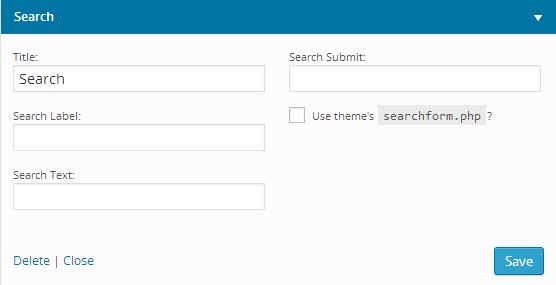 Search
Title:
Search
Search Label:
Search Text:
Search Submit:
Use theme's searchform.php?
Delete | Close
Save